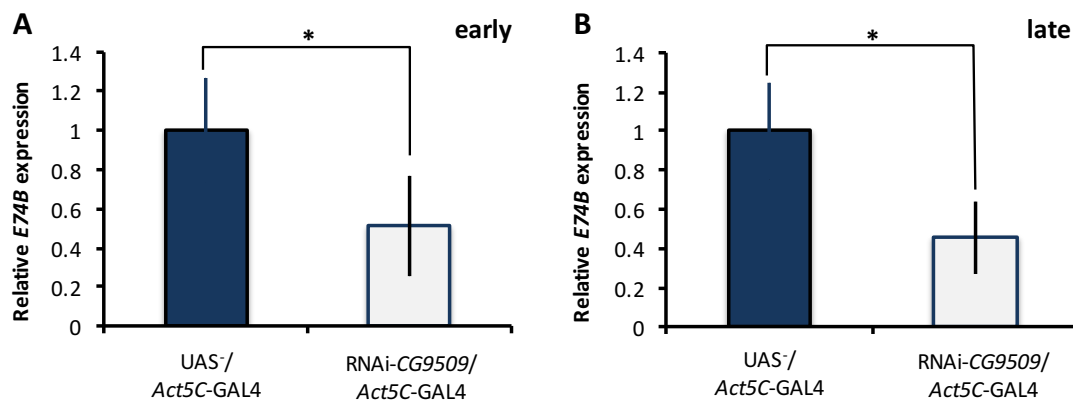 A
early
Relative E74B expression
1.4
1.2
1
0.8
0.6
0.4
0.2
0
*
UAS⁻/
Act5C-GAL4
RNAi-CG9509/
Act5C-GAL4
B
late
Relative E74B expression
1.4
1.2
1
0.8
0.6
0.4
0.2
0
*
UAS⁻/
Act5C-GAL4
RNAi-CG9509/
Act5C-GAL4